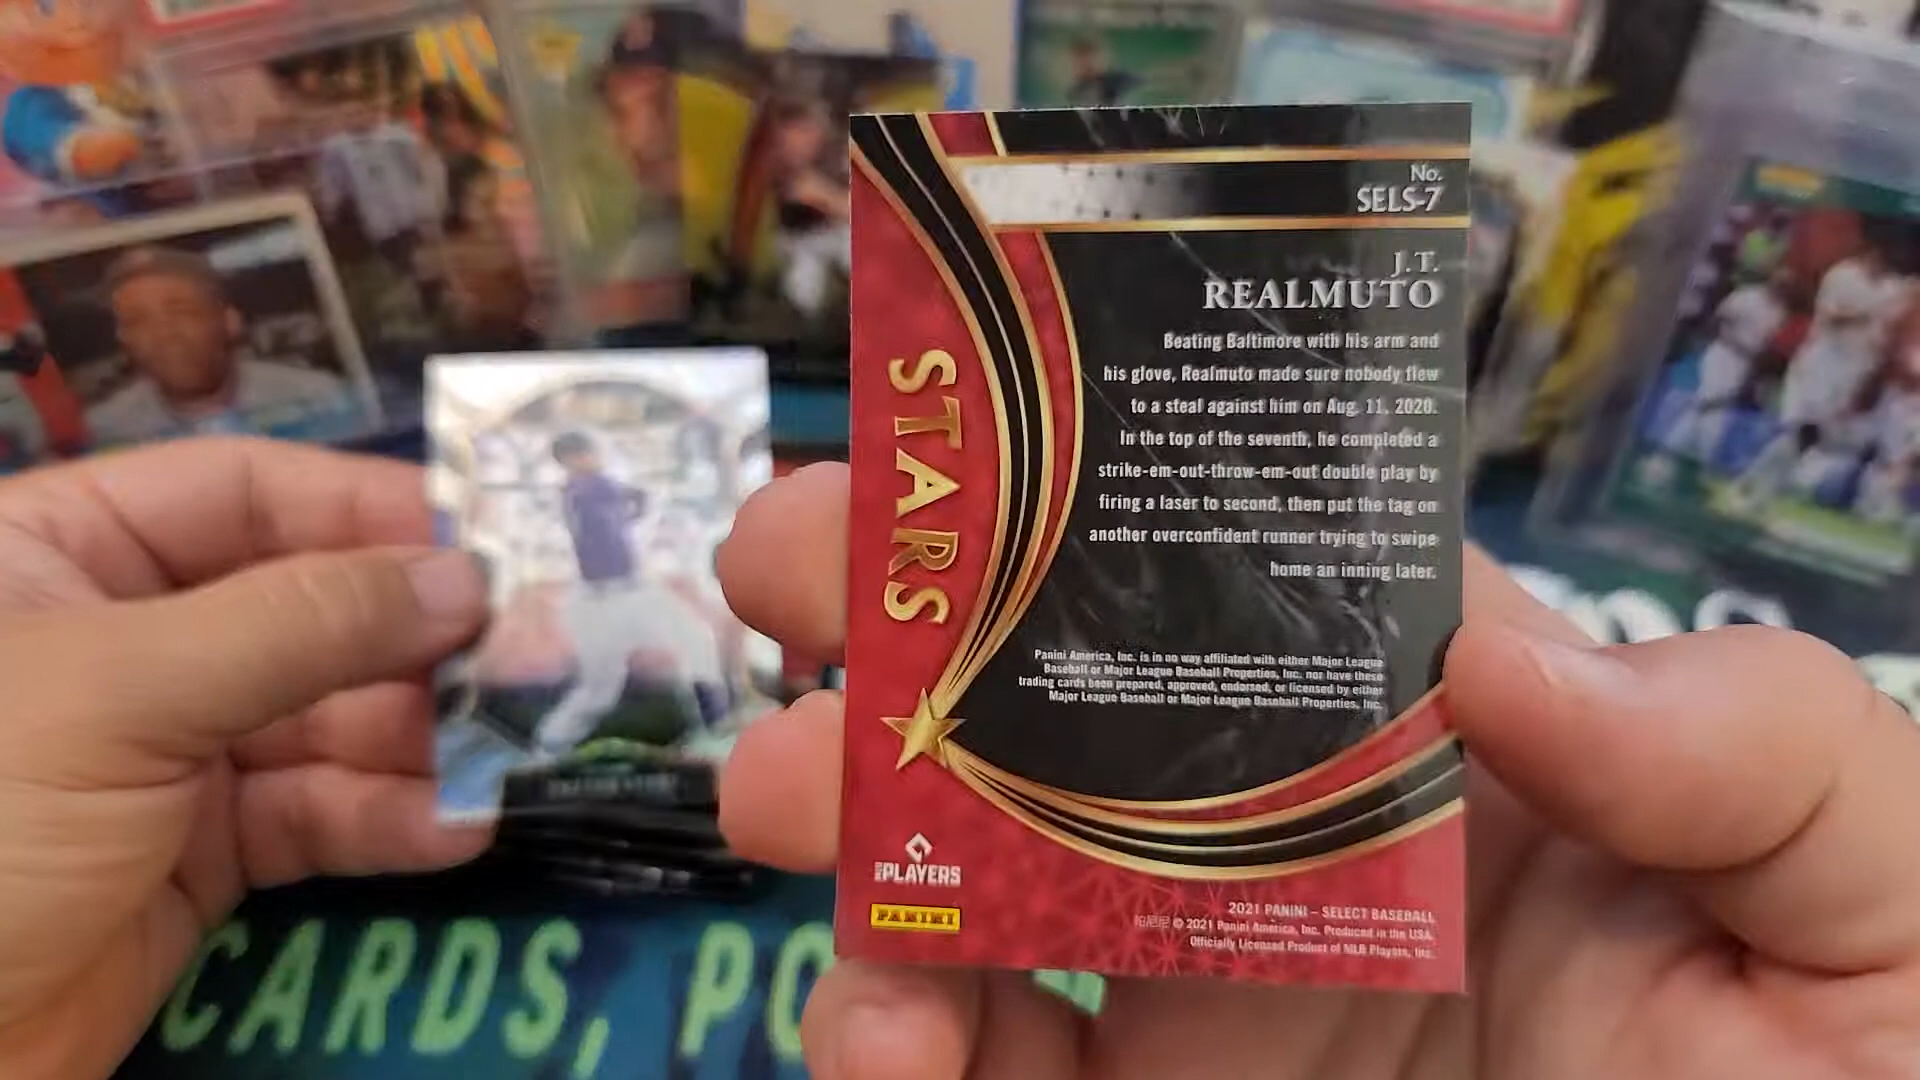 No.
SELS-7
J.T.
REALMUTO
Beating Baltimore with his arm and
his glove, Realmuto made sure nobody flew
to a steal against him on Aug. 11, 2020.
In the top of the seventh, he completed a
strike-em-out-throw-em-out double play by
firing a laser to second, then put the tag on
another overconfident runner trying to swipe
home an inning later.
STARS
Panini America, Inc. is in no way affiliated with either Major League
Baseball or Major League Baseball Properties, Inc. nor have these
trading cards been prepared, approved, endorsed, or licensed by either
Major League Baseball or Major League Baseball Properties, Inc.
PLAYERS
PANINI
2021 PANINI – SELECT BASEBALL
帕尼尼 © 2021 Panini America, Inc. Produced in the USA.
Officially Licensed Product of MLB Players, Inc.
CARDS, PO